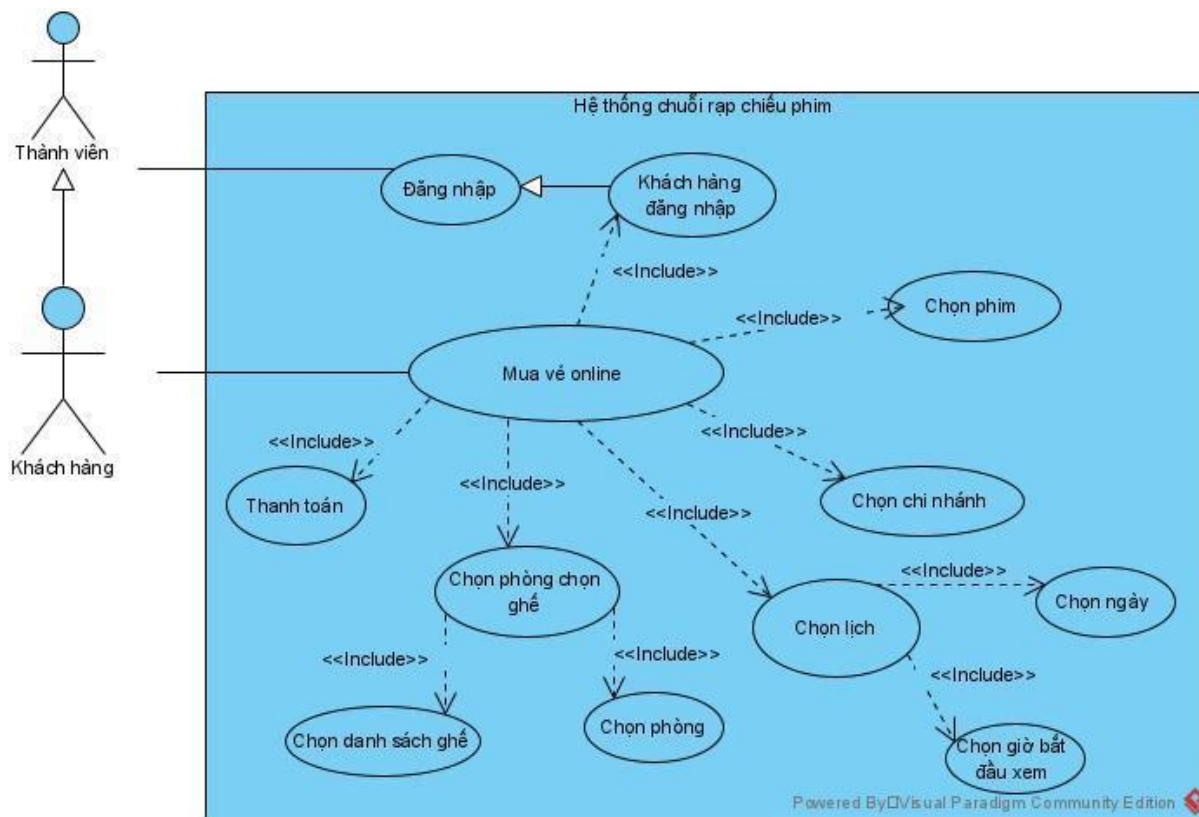 Hệ thống chuỗi rạp chiếu phim
Thành viên
Đăng nhập
Khách hàng
đăng nhập
<<Include>>
Chọn phim
<<Include>>
Mua vé online
Khách hàng
<<Include>>
Thanh toán
<<Include>>
Chọn phòng chọn
ghế
<<Include>>
<<Include>>
Chọn chi nhánh
<<Include>>
Chọn ngày
Chọn lịch
<<Include>>
Chọn danh sách ghế
<<Include>>
Chọn phòng
<<Include>>
Chọn giờ bắt
đầu xem
Powered By□Visual Paradigm Community Edition